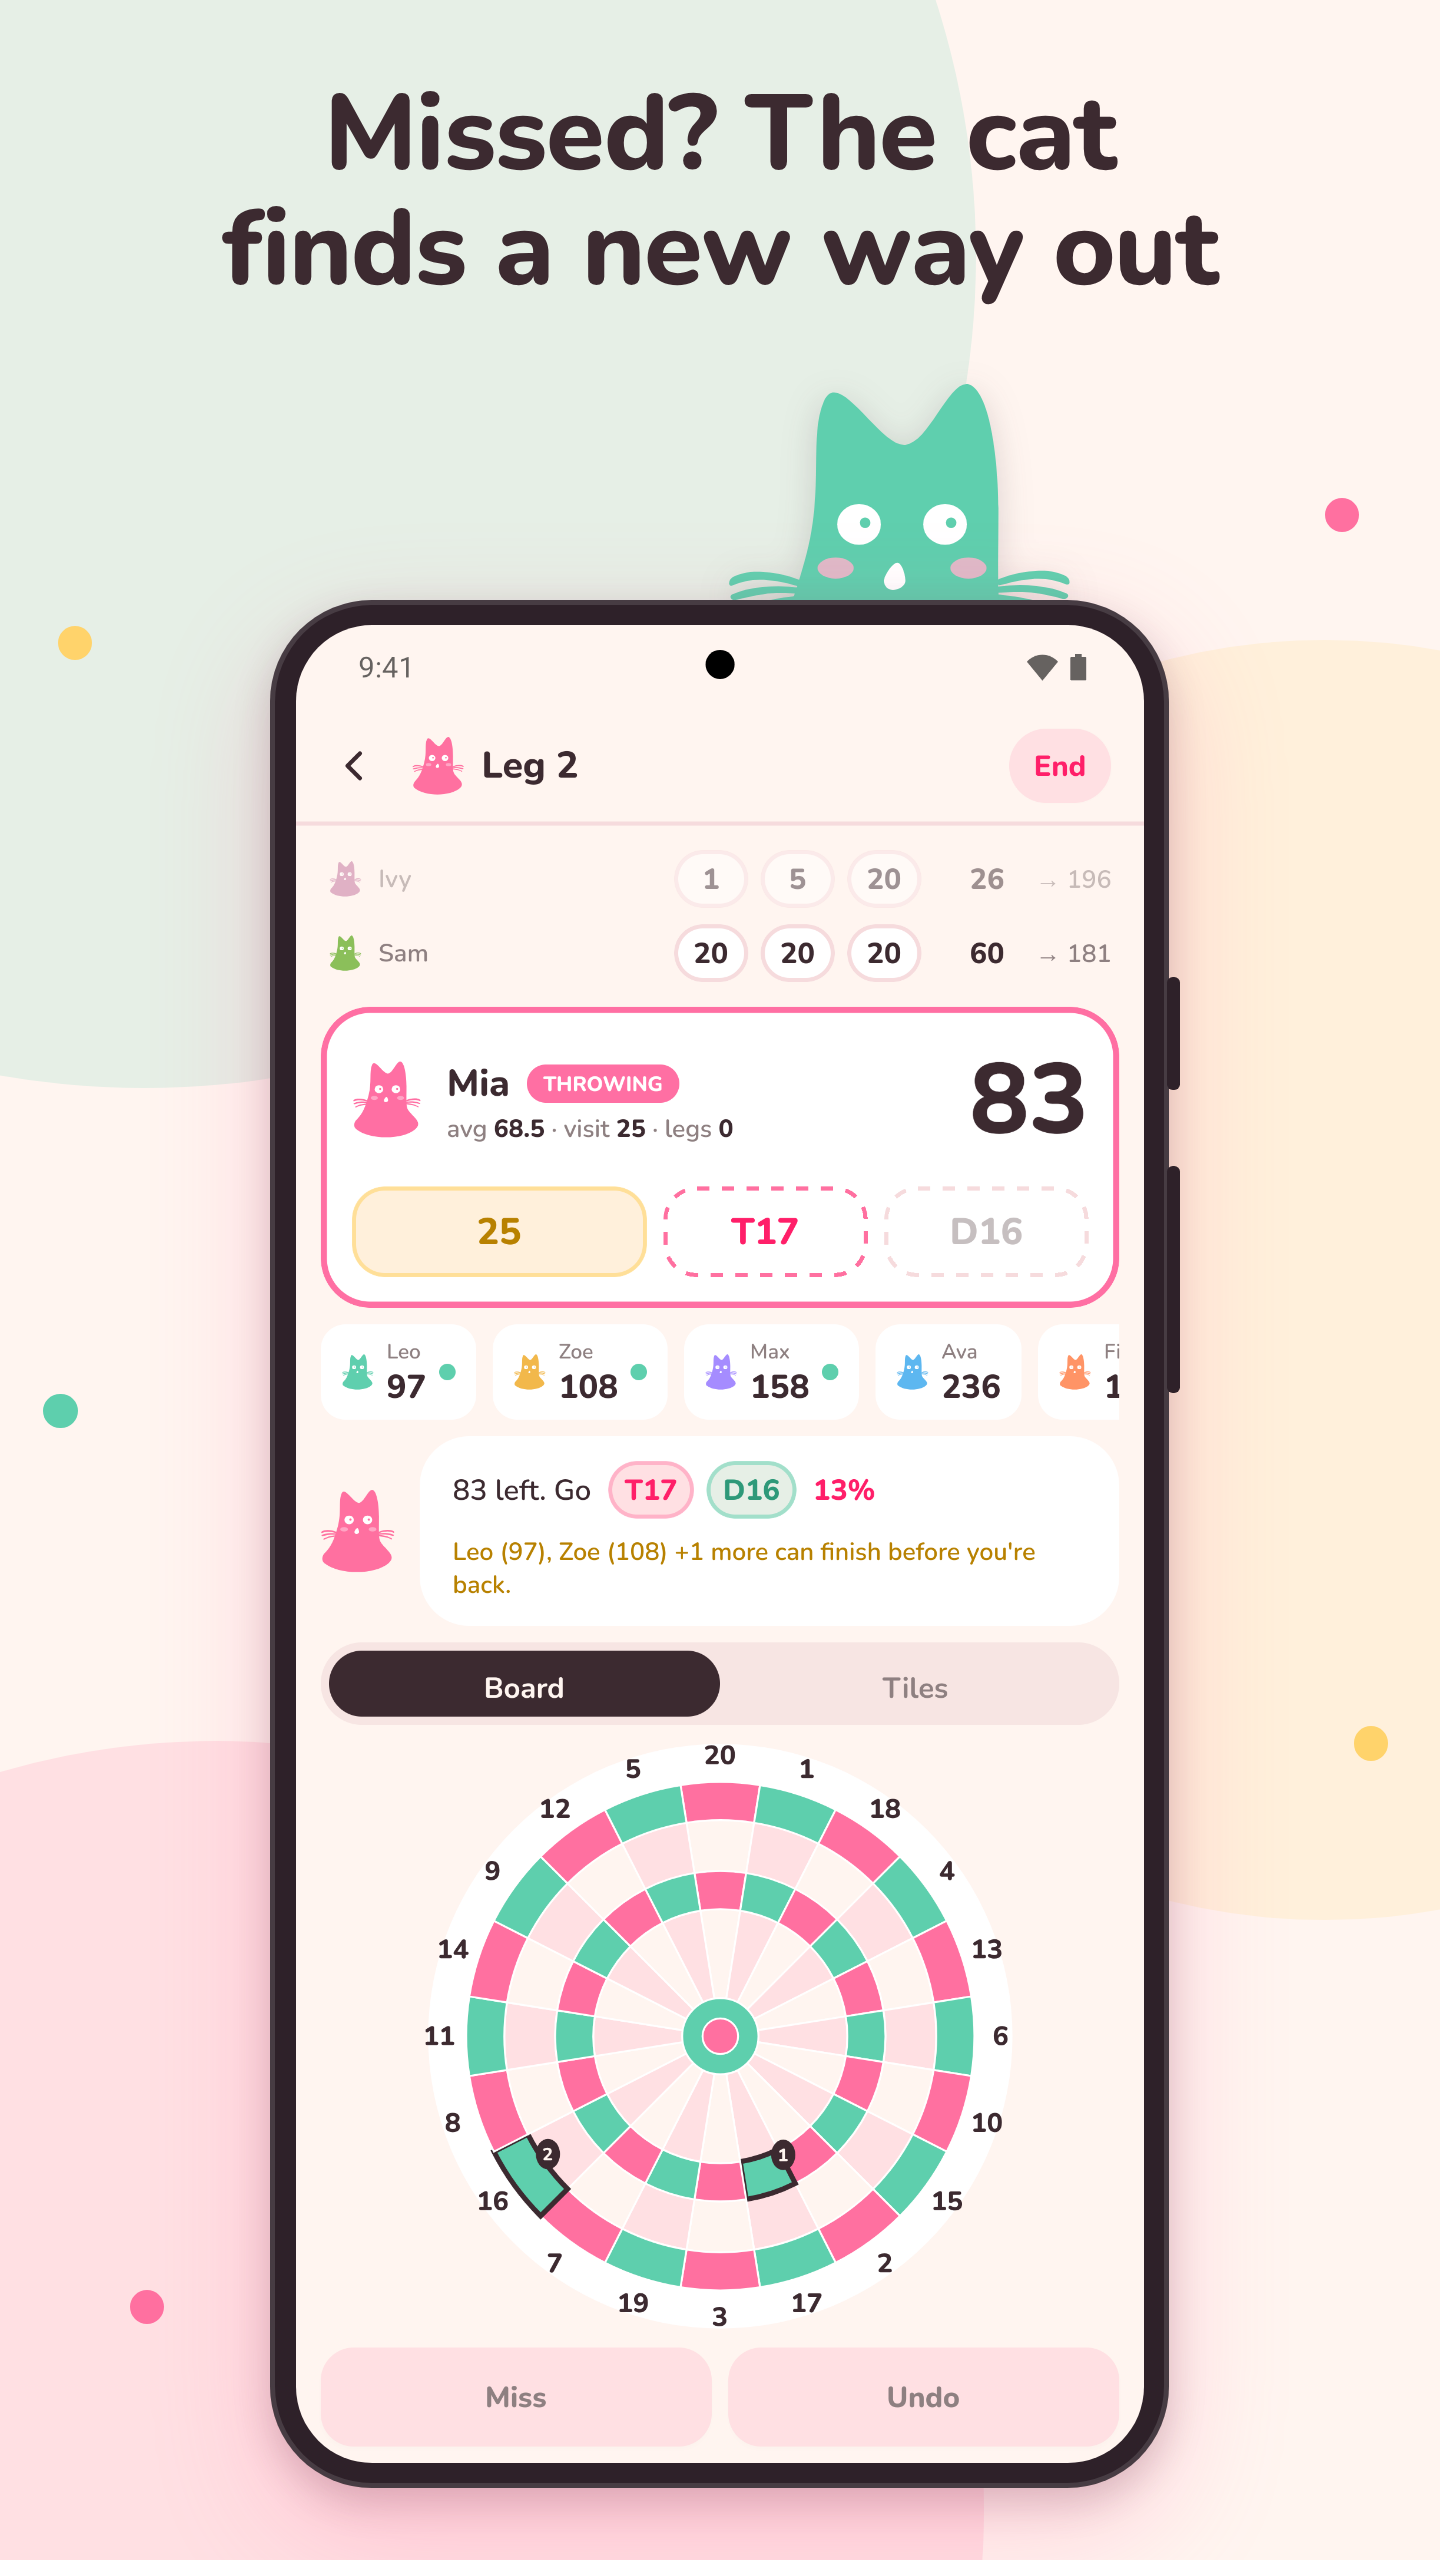 Missed? The cat
finds a new way out
9:41
Leg 2
End
Ivy 1 5 20 26 → 196
Sam 20 20 20 60 → 181
Mia THROWING 83
avg 68.5 · visit 25 · legs 0
25 T17 D16
Leo 97
Zoe 108
Max 158
Ava 236
Fi 1
83 left. Go T17 D16 13%
Leo (97), Zoe (108) +1 more can finish before you're
back.
Board Tiles
20
5 1
12 18
9 4
14 13
11 6
8 10
2 1
16 15
7 2
19 17
3
Miss Undo